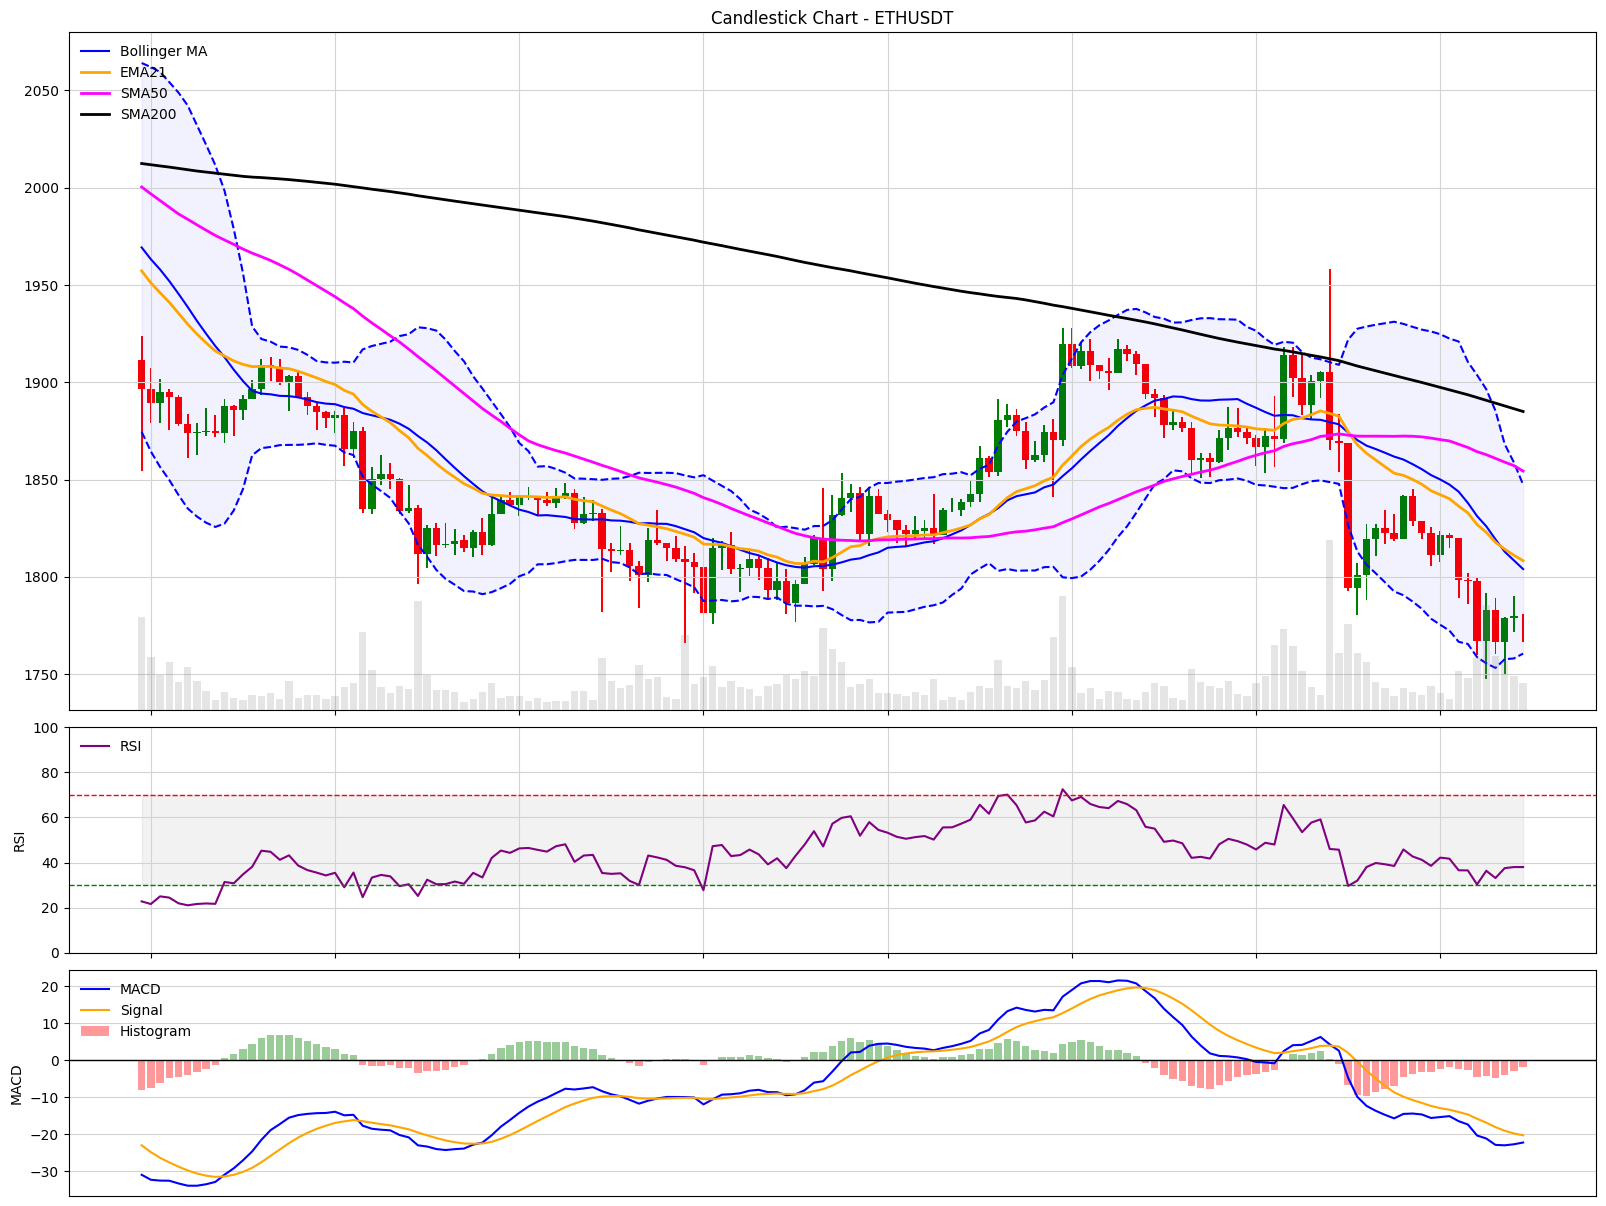 Candlestick Chart - ETHUSDT
Bollinger MA
EMA21
SMA50
SMA200
2050
2000
1950
1900
1850
1800
1750
RSI
RSI
100
80
60
40
20
0
MACD
Signal
Histogram
MACD
20
10
0
−10
−20
−30